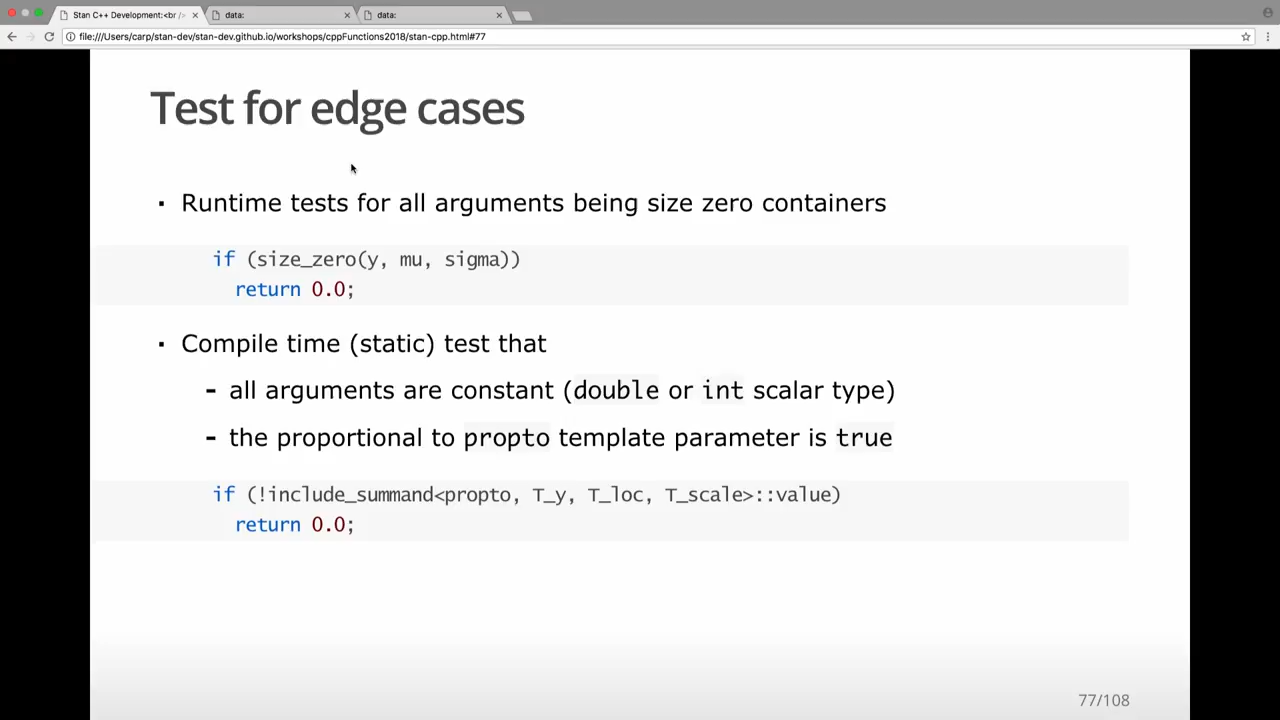 Stan C++ Development:<br />
data:
data:
file:///Users/carp/stan-dev/stan-dev.github.io/workshops/cppFunctions2018/stan-cpp.html#77
Test for edge cases
▪ Runtime tests for all arguments being size zero containers
if (size_zero(y, mu, sigma))
return 0.0;
▪ Compile time (static) test that
- all arguments are constant (double or int scalar type)
- the proportional to propto template parameter is true
if (!include_summand<propto, T_y, T_loc, T_scale>::value)
return 0.0;
77/108